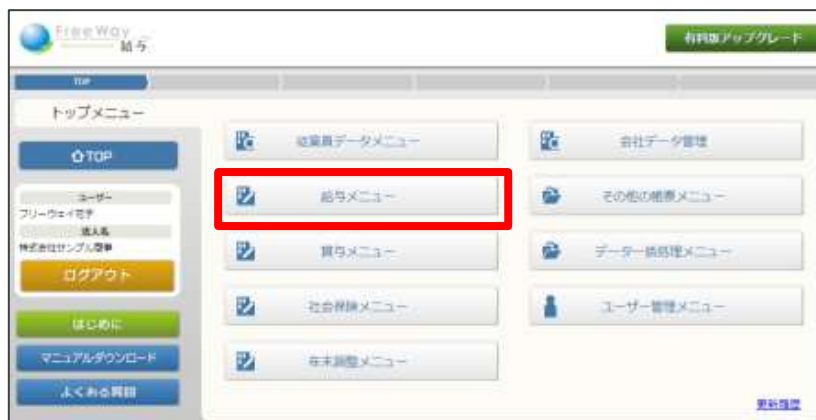 FreeWay
給与
有料版アップグレード
TOP
トップメニュー
TOP
従業員データメニュー
会社データ管理
ユーザー
フリーウェイ花子
法人名
株式会社サンプル商事
ログアウト
給与メニュー
その他の帳票メニュー
賞与メニュー
データ一括処理メニュー
社会保険メニュー
ユーザー管理メニュー
はじめに
マニュアルダウンロード
年末調整メニュー
よくある質問
更新履歴